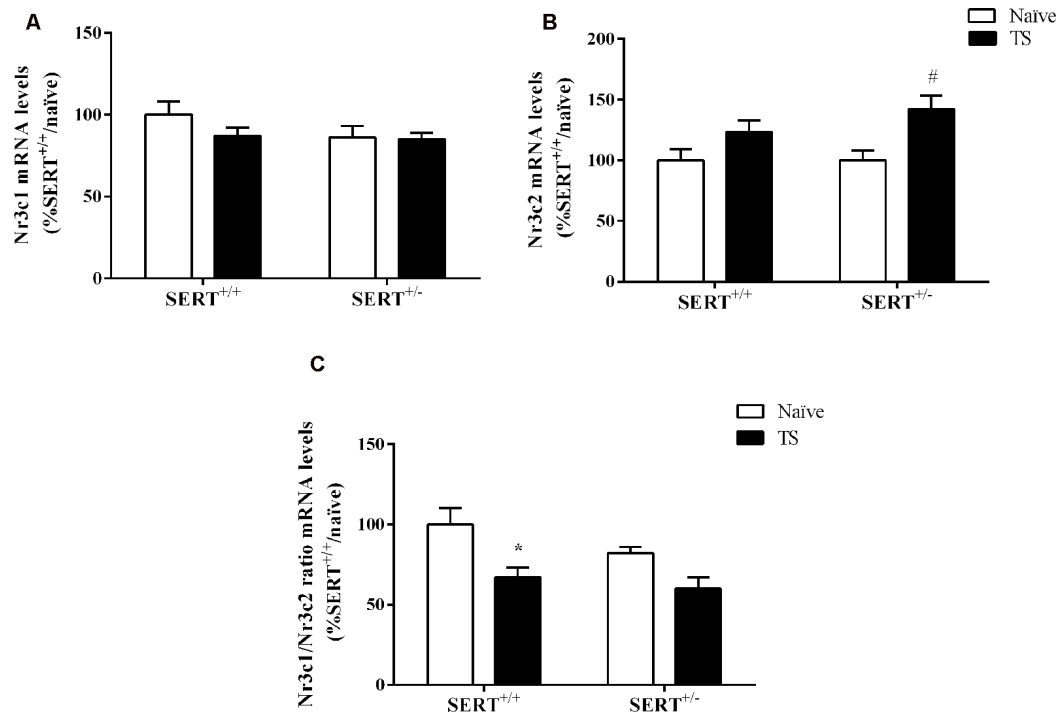 A
Nr3c1 mRNA levels
(%SERT+/+/naïve)
150
100
50
0
SERT+/+
SERT+/-
B
Naïve
TS
Nr3c2 mRNA levels
(%SERT+/+/naïve)
200
150
100
50
0
#
SERT+/+
SERT+/-
C
Naïve
TS
Nr3c1/Nr3c2 ratio mRNA levels
(%SERT+/+/naïve)
150
100
50
0
*
SERT+/+
SERT+/-